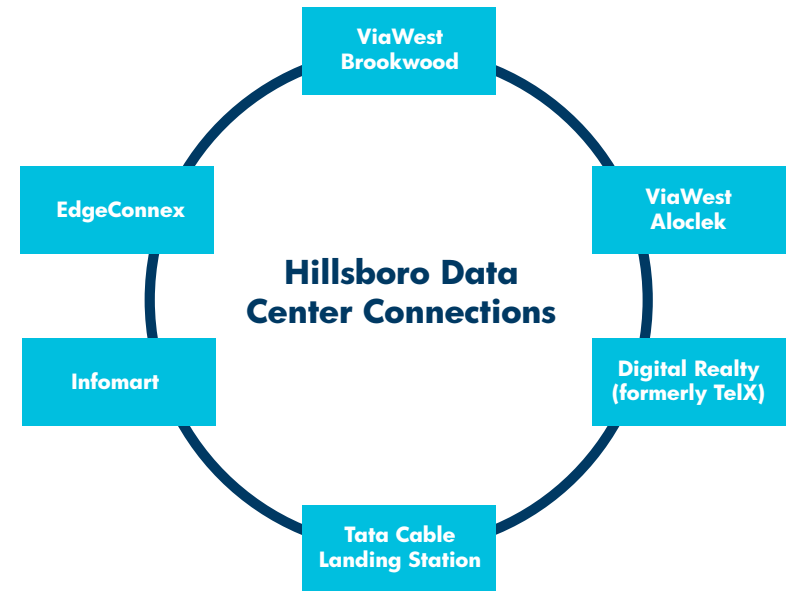 ViaWest
Brookwood
EdgeConnex
ViaWest
Aloclek
Hillsboro Data
Center Connections
Infomart
Digital Realty
(formerly TelX)
Tata Cable
Landing Station